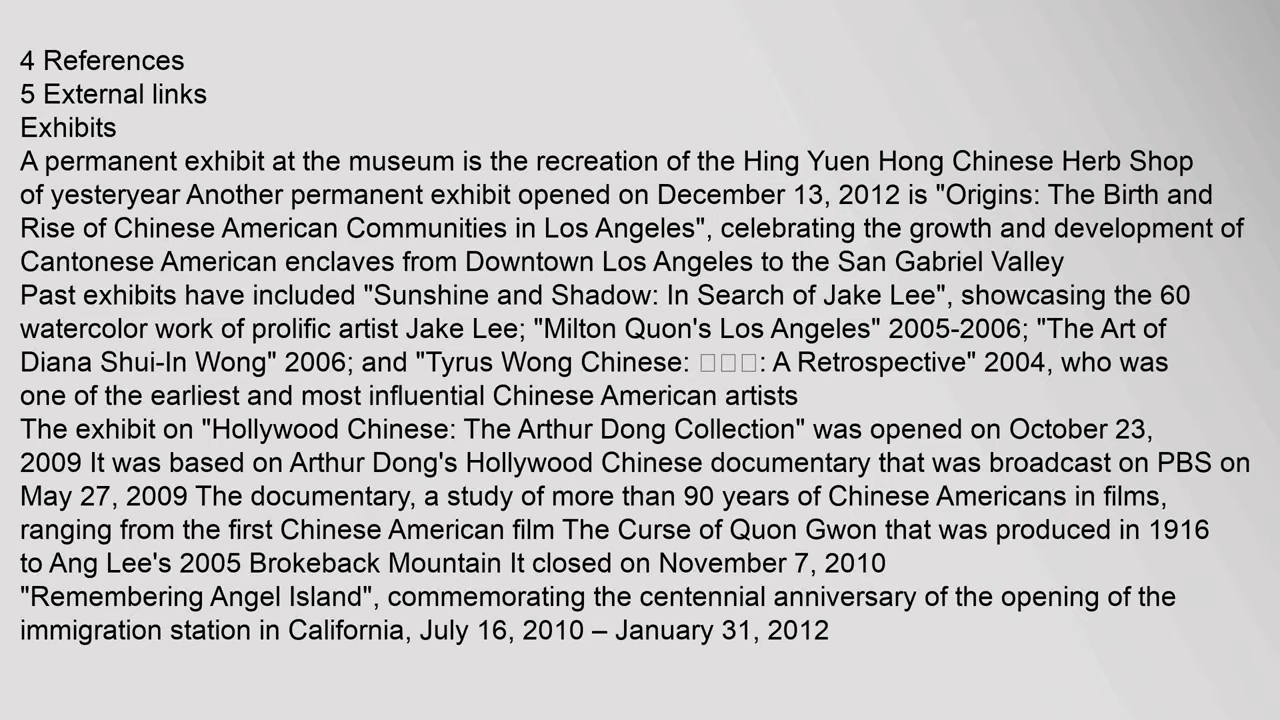 4 References
5 External links
Exhibits
A permanent exhibit at the museum is the recreation of the Hing Yuen Hong Chinese Herb Shop
of yesteryear Another permanent exhibit opened on December 13, 2012 is "Origins: The Birth and
Rise of Chinese American Communities in Los Angeles", celebrating the growth and development of
Cantonese American enclaves from Downtown Los Angeles to the San Gabriel Valley
Past exhibits have included "Sunshine and Shadow: In Search of Jake Lee", showcasing the 60
watercolor work of prolific artist Jake Lee; "Milton Quon's Los Angeles" 2005-2006; "The Art of
Diana Shui-In Wong" 2006; and "Tyrus Wong Chinese: □□□: A Retrospective" 2004, who was
one of the earliest and most influential Chinese American artists
The exhibit on "Hollywood Chinese: The Arthur Dong Collection" was opened on October 23,
2009 It was based on Arthur Dong's Hollywood Chinese documentary that was broadcast on PBS on
May 27, 2009 The documentary, a study of more than 90 years of Chinese Americans in films,
ranging from the first Chinese American film The Curse of Quon Gwon that was produced in 1916
to Ang Lee's 2005 Brokeback Mountain It closed on November 7, 2010
"Remembering Angel Island", commemorating the centennial anniversary of the opening of the
immigration station in California, July 16, 2010 – January 31, 2012